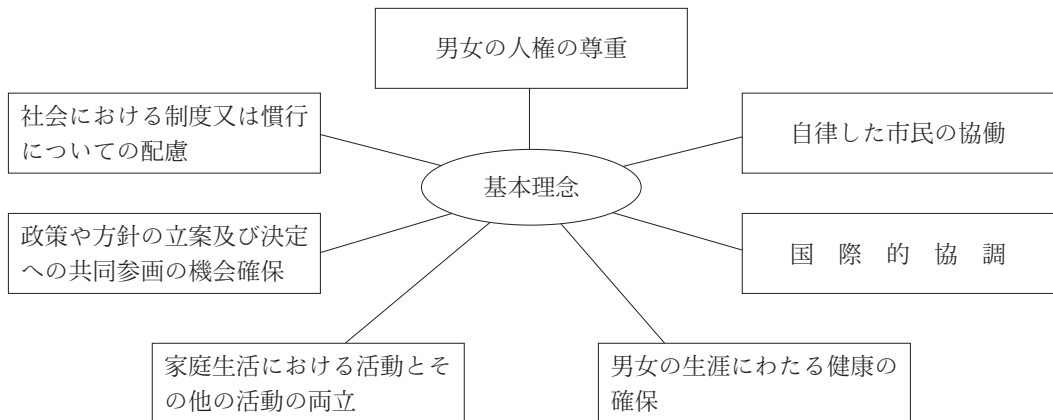 男女の人権の尊重
社会における制度又は慣行
についての配慮
自律した市民の協働
基本理念
政策や方針の立案及び決定
への共同参画の機会確保
国際的協調
家庭生活における活動とそ
の他の活動の両立
男女の生涯にわたる健康の
確保